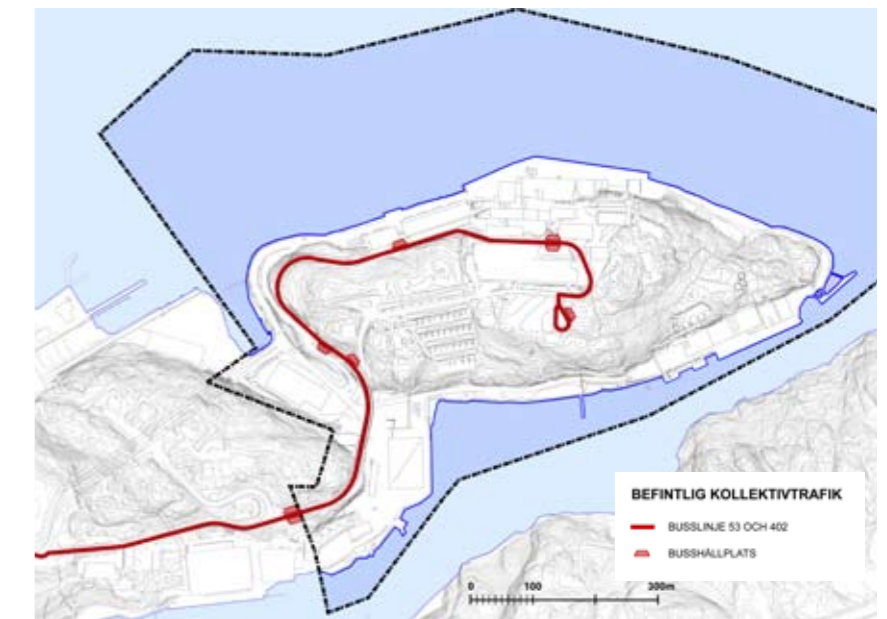 BEFINTLIG KOLLEKTIVTRAFIK
BUSSLINJE 53 OCH 402
BUSSHÅLLPLATS
0 100 300m